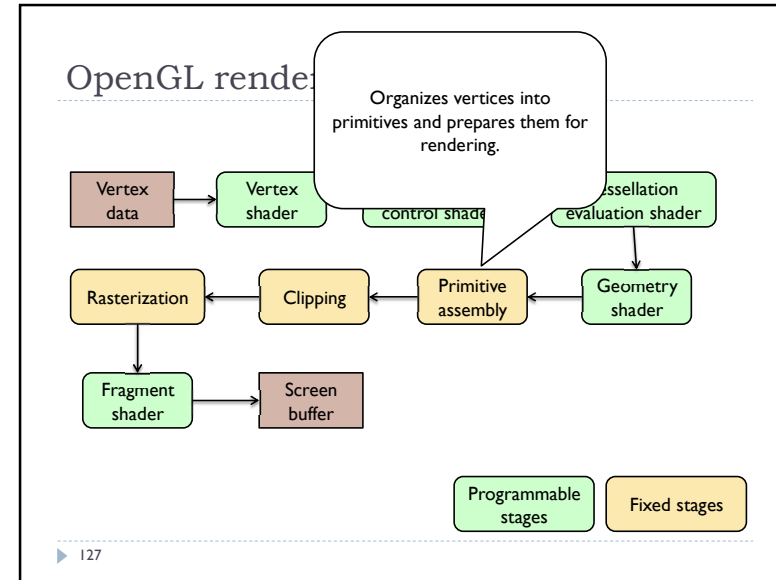 OpenGL render
Organizes vertices into
primitives and prepares them for
rendering.
Vertex
data
Vertex
shader
control shade
essellation
evaluation shader
Rasterization
Clipping
Primitive
assembly
Geometry
shader
Fragment
shader
Screen
buffer
Programmable
stages
Fixed stages
127